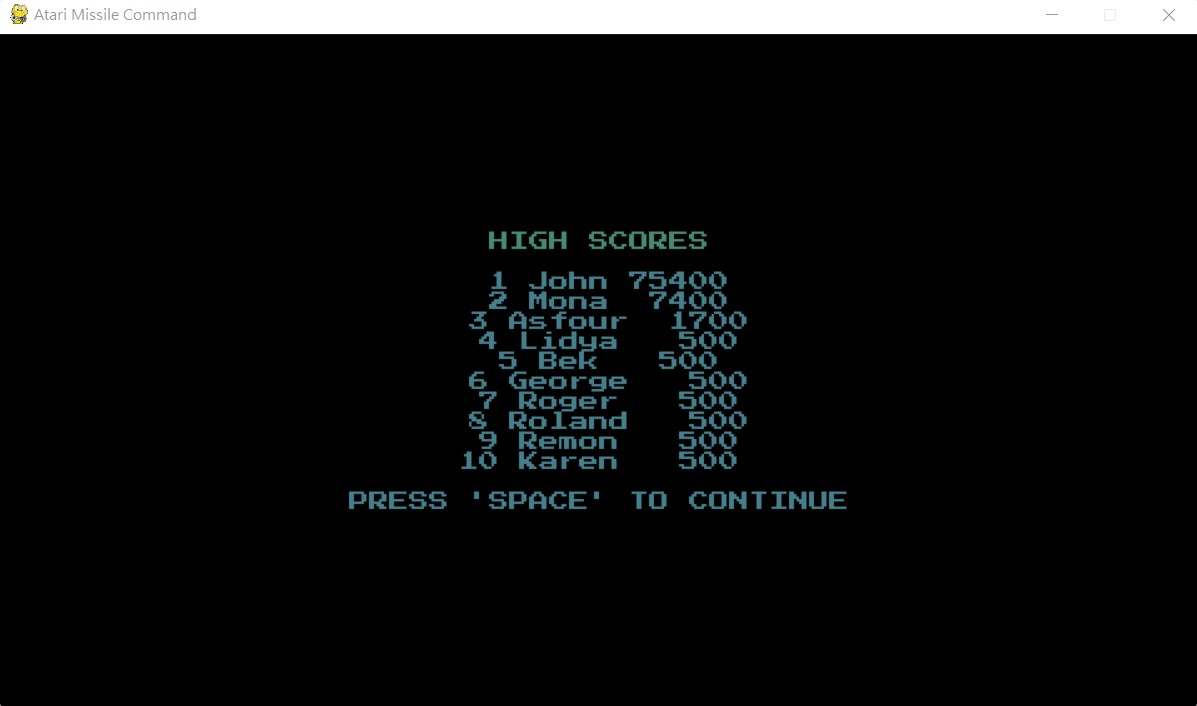 Atari Missile Command
HIGH SCORES
1 John 75400
2 Mona 7400
3 Asfour 1700
4 Lidya 500
5 Bek 500
6 George 500
7 Roger 500
8 Roland 500
9 Remon 500
10 Karen 500
PRESS 'SPACE' TO CONTINUE